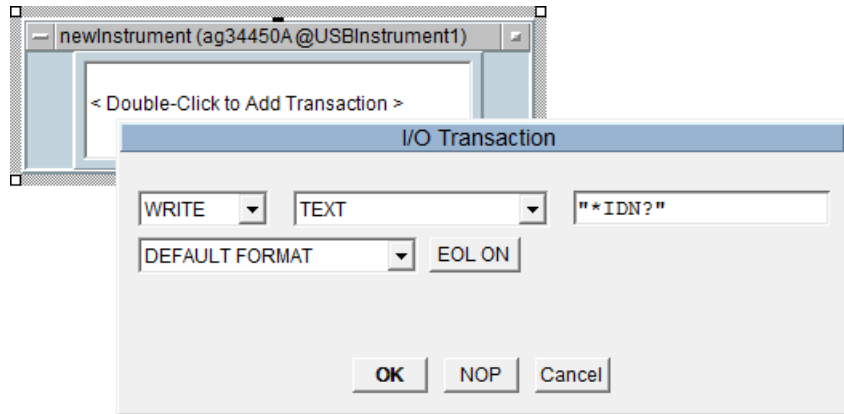 newInstrument (ag34450A@USBInstrument1)
< Double-Click to Add Transaction >
I/O Transaction
WRITE TEXT "*IDN?"
DEFAULT FORMAT EOL ON
OK NOP Cancel